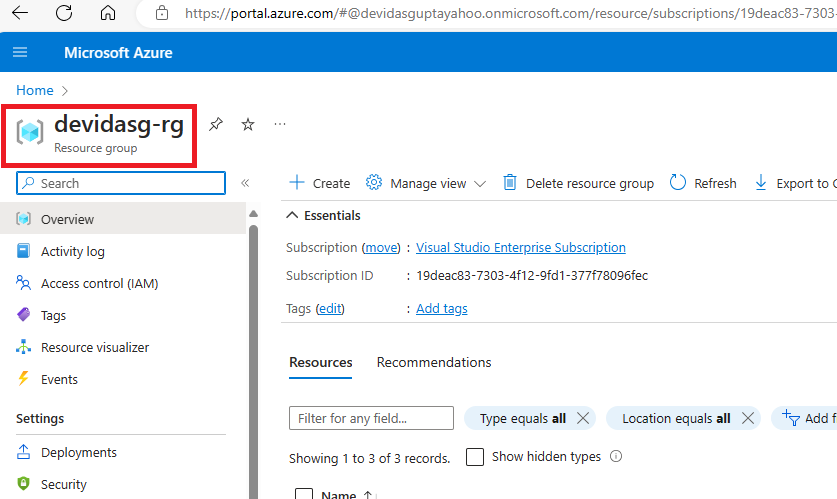 https://portal.azure.com/#@devidasguptayahoo.onmicrosoft.com/resource/subscriptions/19deac83-7303-
Microsoft Azure
Home
devidasg-rg
Resource group
Search
Create
Manage view
Delete resource group
Refresh
Export to
Overview
Activity log
Access control (IAM)
Tags
Resource visualizer
Events
Settings
Deployments
Security
Essentials
Subscription (move) : Visual Studio Enterprise Subscription
Subscription ID : 19deac83-7303-4f12-9fd1-377f78096fec
Tags (edit) : Add tags
Resources Recommendations
Filter for any field...
Type equals all
Location equals all
Add
Showing 1 to 3 of 3 records.
Show hidden types
Name ↑